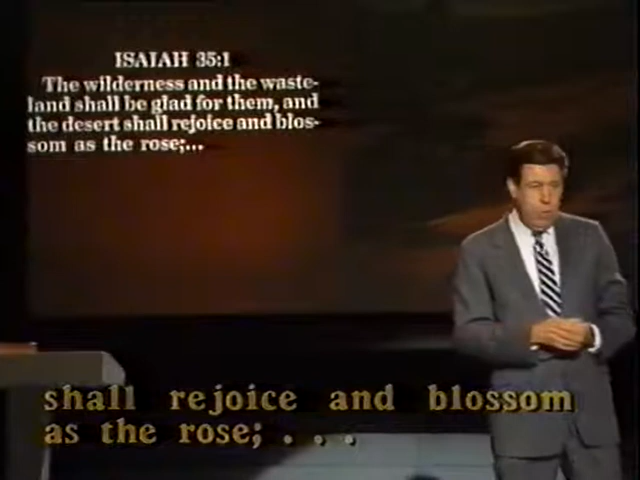 ISAIAH 35:1
The wilderness and the waste-
land shall be glad for them, and
the desert shall rejoice and blos-
som as the rose;...
shall rejoice and blossom
as the rose; . . .